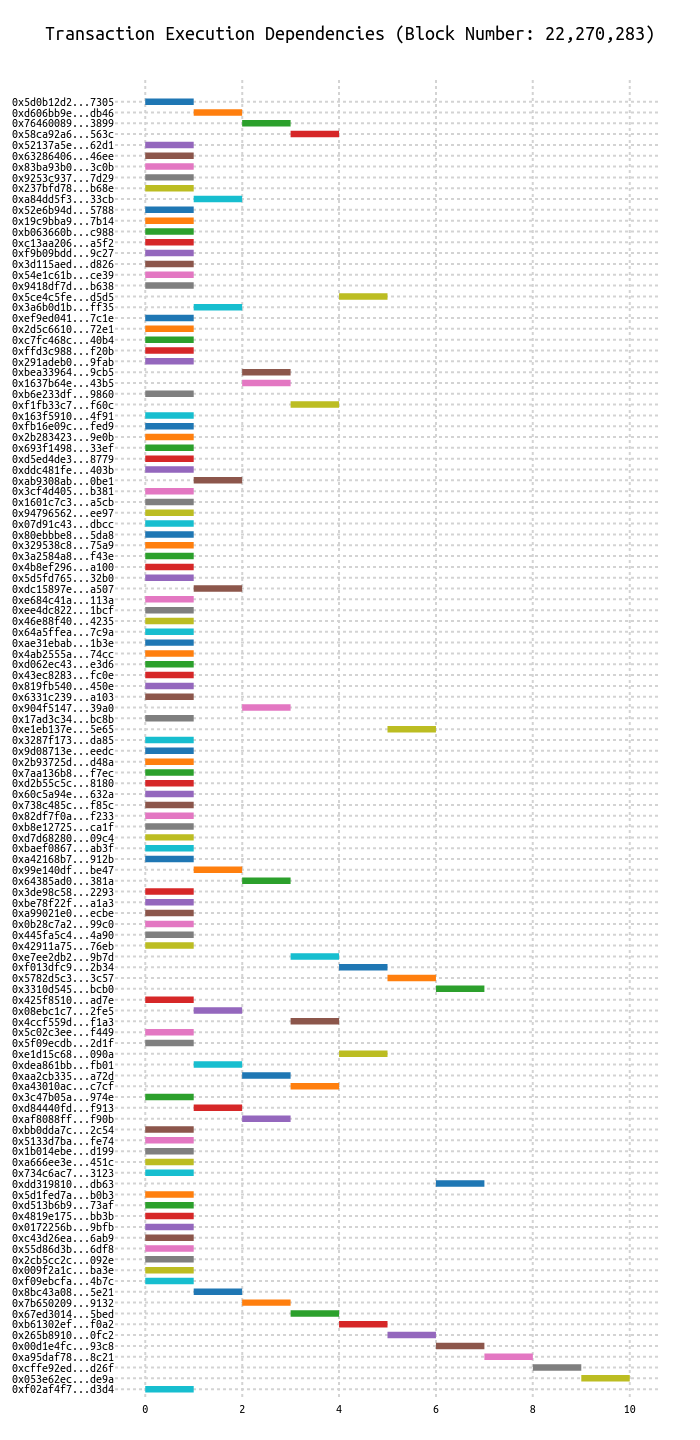 Transaction Execution Dependencies (Block Number: 22,270,283)
0x5d0b12d2...7305
0xd606bb9e...db46
0x76460089...3899
0x58ca92a6...563c
0x52137a5e...62d1
0x63286406...46ee
0x83ba93b0...3c0b
0x9253c937...7d29
0x237bfd78...b68e
0xa84dd5f3...33cb
0x52e6b94d...5788
0x19c9bba9...7b14
0xb063660b...c988
0xc13aa206...a5f2
0xf9b09bdd...9c27
0x3d115aed...d826
0x54e1c61b...ce39
0x9418df7d...b638
0x5ce4c5fe...d5d5
0x3a6b0d1b...ff35
0xef9ed041...7c1e
0x2d5c6610...72e1
0xc7fc468c...40b4
0xffd3c988...f20b
0x291adeb0...9fab
0xbea33964...9cb5
0x1637b64e...43b5
0xb6e233df...9860
0xf1fb33c7...f60c
0x163f5910...4f91
0xfb16e09c...fed9
0x2b283423...9e0b
0x693f1498...33ef
0xd5ed4de3...8779
0xddc481fe...403b
0xab9308ab...0be1
0x3cf4d405...b381
0x1601c7c3...a5cb
0x94796562...ee97
0x07d91c43...dbcc
0x80ebbbe8...5da8
0x329538c8...75a9
0x3a2584a8...f43e
0x4b8ef296...a100
0x5d5fd765...32b0
0xdc15897e...a507
0xe684c41a...113a
0xee4dc822...1bcf
0x46e88f40...4235
0x64a5ffea...7c9a
0xae31ebab...1b3e
0x4ab2555a...74cc
0xd062ec43...e3d6
0x43ec8283...fc0e
0x819fb540...450e
0x6331c239...a103
0x904f5147...39a0
0x17ad3c34...bc8b
0xe1eb137e...5e65
0x3287f173...da85
0x9d08713e...eedc
0x2b93725d...d48a
0x7aa136b8...f7ec
0xd2b55c5c...8180
0x60c5a94e...632a
0x738c485c...f85c
0x82df7f0a...f233
0xb8e12725...ca1f
0xd7d68280...09c4
0xbaef0867...ab3f
0xa42168b7...912b
0x99e140df...be47
0x64385ad0...381a
0x3de98c58...2293
0xbe78f22f...a1a3
0xa99021e0...ecbe
0x0b28c7a2...99c0
0x445fa5c4...4a90
0x42911a75...76eb
0xe7ee2db2...9b7d
0xf013dfc9...2b34
0x5782d5c3...3c57
0x3310d545...bcb0
0x425f8510...ad7e
0x08ebc1c7...2fe5
0x4ccf559d...f1a3
0x5c02c3ee...f449
0x5f09ecdb...2d1f
0xe1d15c68...090a
0xdea861bb...fb01
0xaa2cb335...a72d
0xa43010ac...c7cf
0x3c47b05a...974e
0xd84440fd...f913
0xaf8088ff...f90b
0xbb0dda7c...2c54
0x5133d7ba...fe74
0x1b014ebe...d199
0xa666ee3e...451c
0x734c6ac7...3123
0xdd319810...db63
0x5d1fed7a...b0b3
0xd513b6b9...73af
0x4819e175...bb3b
0x0172256b...9bfb
0xc43d26ea...6ab9
0x55d86d3b...6df8
0x2cb5cc2c...092e
0x009f2a1c...ba3e
0xf09ebcfa...4b7c
0x8bc43a08...5e21
0x7b650209...9132
0x67ed3014...5bed
0xb61302ef...f0a2
0x265b8910...0fc2
0x00d1e4fc...93c8
0xa95daf78...8c21
0xcffe92ed...d26f
0x053e62ec...de9a
0xf02af4f7...d3d4
0 2 4 6 8 10